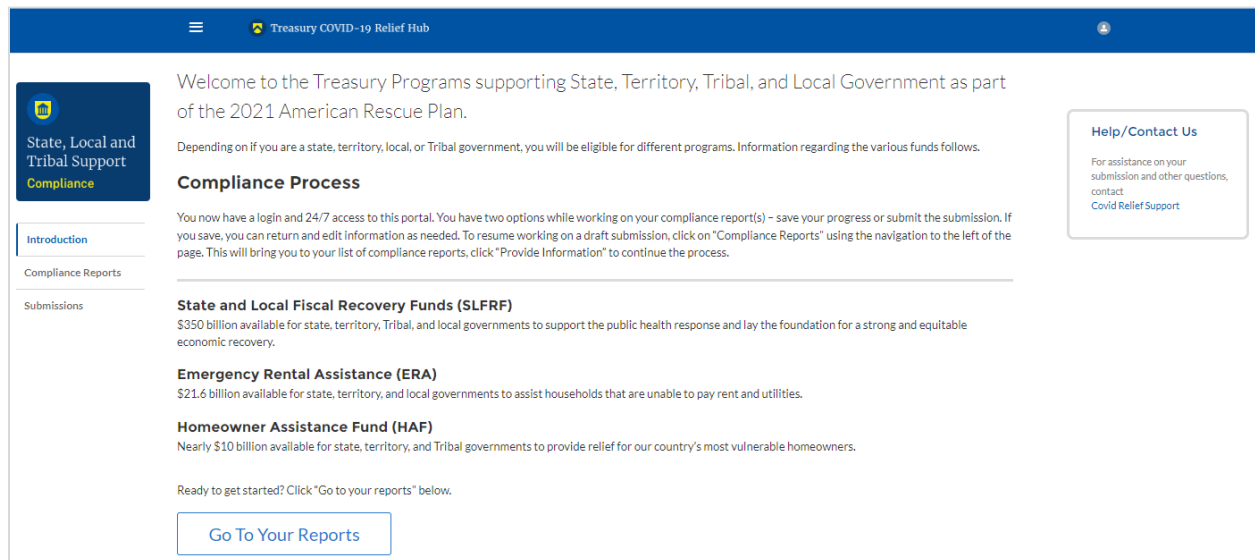 Treasury COVID-19 Relief Hub
State, Local and
Tribal Support
Compliance
Introduction
Compliance Reports
Submissions
Welcome to the Treasury Programs supporting State, Territory, Tribal, and Local Government as part
of the 2021 American Rescue Plan.
Depending on if you are a state, territory, local, or Tribal government, you will be eligible for different programs. Information regarding the various funds follows.
Compliance Process
You now have a login and 24/7 access to this portal. You have two options while working on your compliance report(s) – save your progress or submit the submission. If
you save, you can return and edit information as needed. To resume working on a draft submission, click on "Compliance Reports" using the navigation to the left of the
page. This will bring you to your list of compliance reports, click "Provide Information" to continue the process.
State and Local Fiscal Recovery Funds (SLFRF)
$350 billion available for state, territory, Tribal, and local governments to support the public health response and lay the foundation for a strong and equitable
economic recovery.
Emergency Rental Assistance (ERA)
$21.6 billion available for state, territory, and local governments to assist households that are unable to pay rent and utilities.
Homeowner Assistance Fund (HAF)
Nearly $10 billion available for state, territory, and Tribal governments to provide relief for our country's most vulnerable homeowners.
Ready to get started? Click "Go to your reports" below.
Go To Your Reports
Help/Contact Us
For assistance on your
submission and other questions,
contact
Covid Relief Support